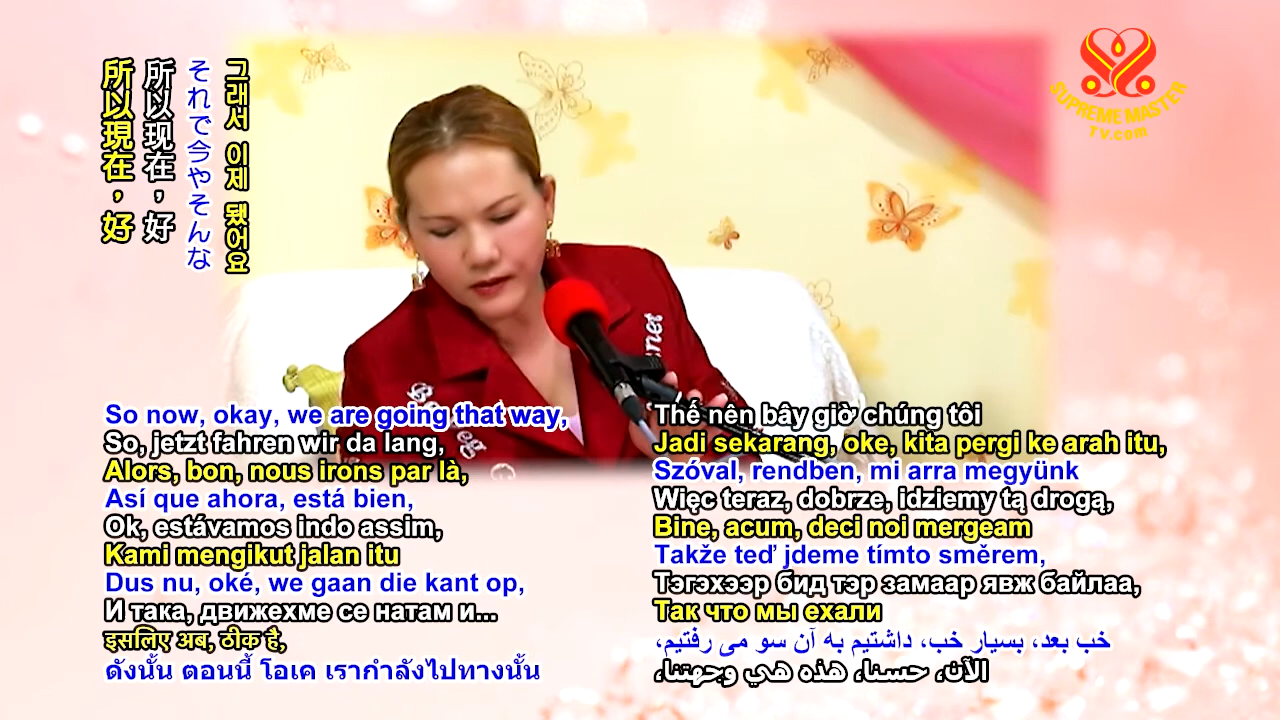 所以現在，好
所以现在，好
それで今やそんな
그래서 이제 됐어요
SUPREME MASTER
TV.com
So now, okay, we are going that way,
So, jetzt fahren wir da lang,
Alors, bon, nous irons par là,
Así que ahora, está bien,
Ok, estávamos indo assim,
Kami mengikut jalan itu
Dus nu, oké, we gaan die kant op,
И така, движехме се натам и...
इसलिए अब, ठीक है,
ดังนั้น ตอนนี้ โอเค เรากำลังไปทางนั้น
Thế nên bây giờ chúng tôi
Jadi sekarang, oke, kita pergi ke arah itu,
Szóval, rendben, mi arra megyünk
Więc teraz, dobrze, idziemy tą drogą,
Bine, acum, deci noi mergeam
Takže teď jdeme tímto směrem,
Тэгэхээр бид тэр замаар явж байлаа,
Так что мы ехали
خب بعد، بسیار خب، داشتیم به آن سو می رفتیم،
الآن، حسنا، هذه هي وجهتنا،